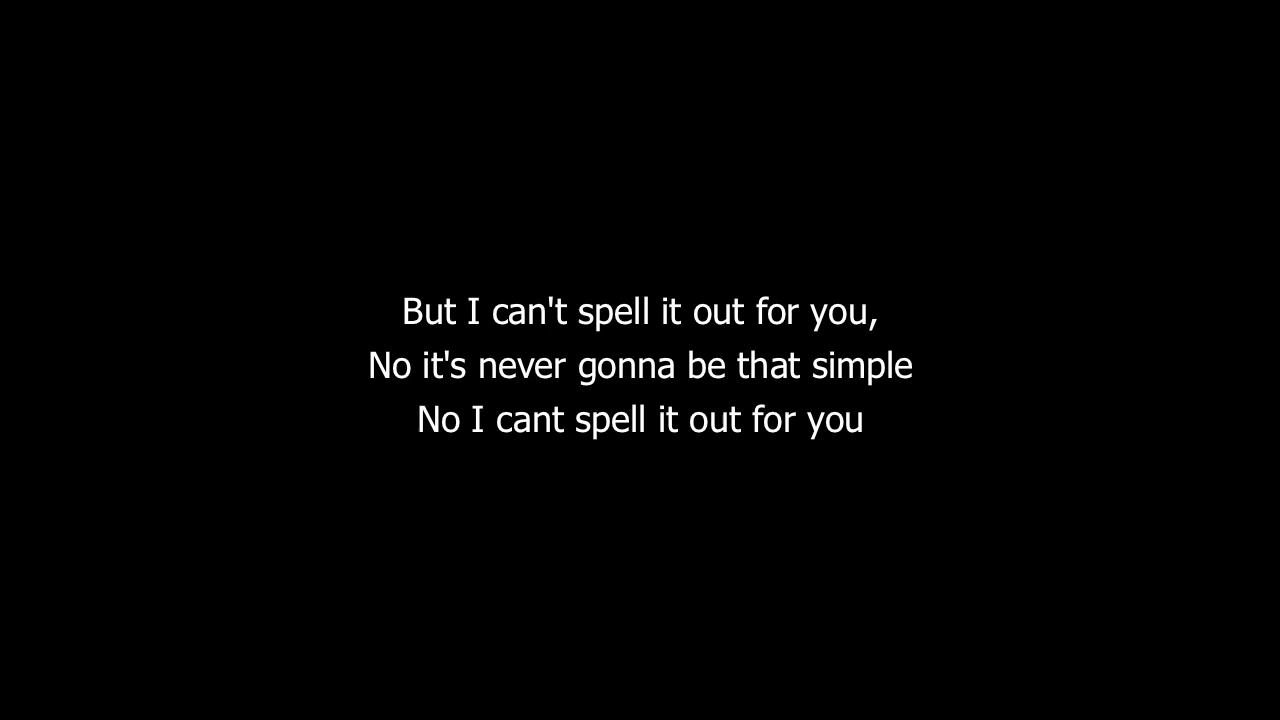 But I can't spell it out for you,
No it's never gonna be that simple
No I cant spell it out for you